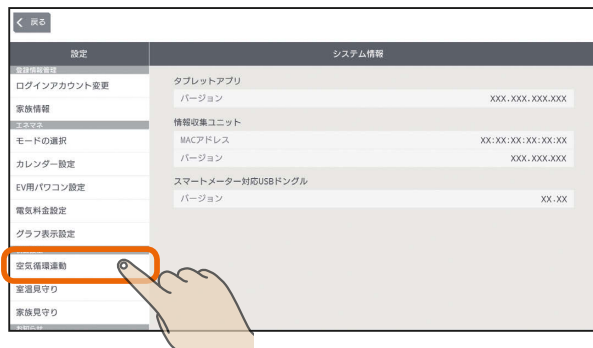 戻る
設定
システム情報
登録情報管理
ログインアカウント変更
家族情報
エネマネ
モードの選択
カレンダー設定
EV用パワコン設定
電気料金設定
グラフ表示設定
空気循環連動
室温見守り
家族見守り
お知らせ
タブレットアプリ
バージョン XXX.XXX.XXX.XXX
情報収集ユニット
MACアドレス XX:XX:XX:XX:XX:XX
バージョン XXX.XXX.XXX
スマートメーター対応USBドングル
バージョン XX.XX